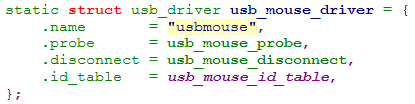 static struct usb_driver usb_mouse_driver = {
    .name       = "usbmouse",
    .probe      = usb_mouse_probe,
    .disconnect = usb_mouse_disconnect,
    .id_table   = usb_mouse_id_table,
};